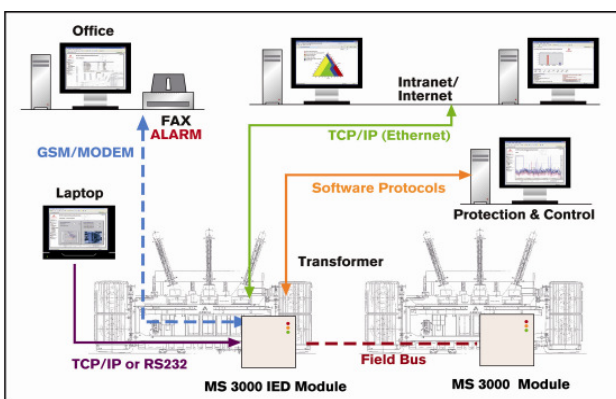 Office
FAX
ALARM
Intranet/
Internet
GSM/MODEM
TCP/IP (Ethernet)
Software Protocols
Laptop
Protection & Control
Transformer
TCP/IP or RS232
Field Bus
MS 3000 IED Module
MS 3000 Module